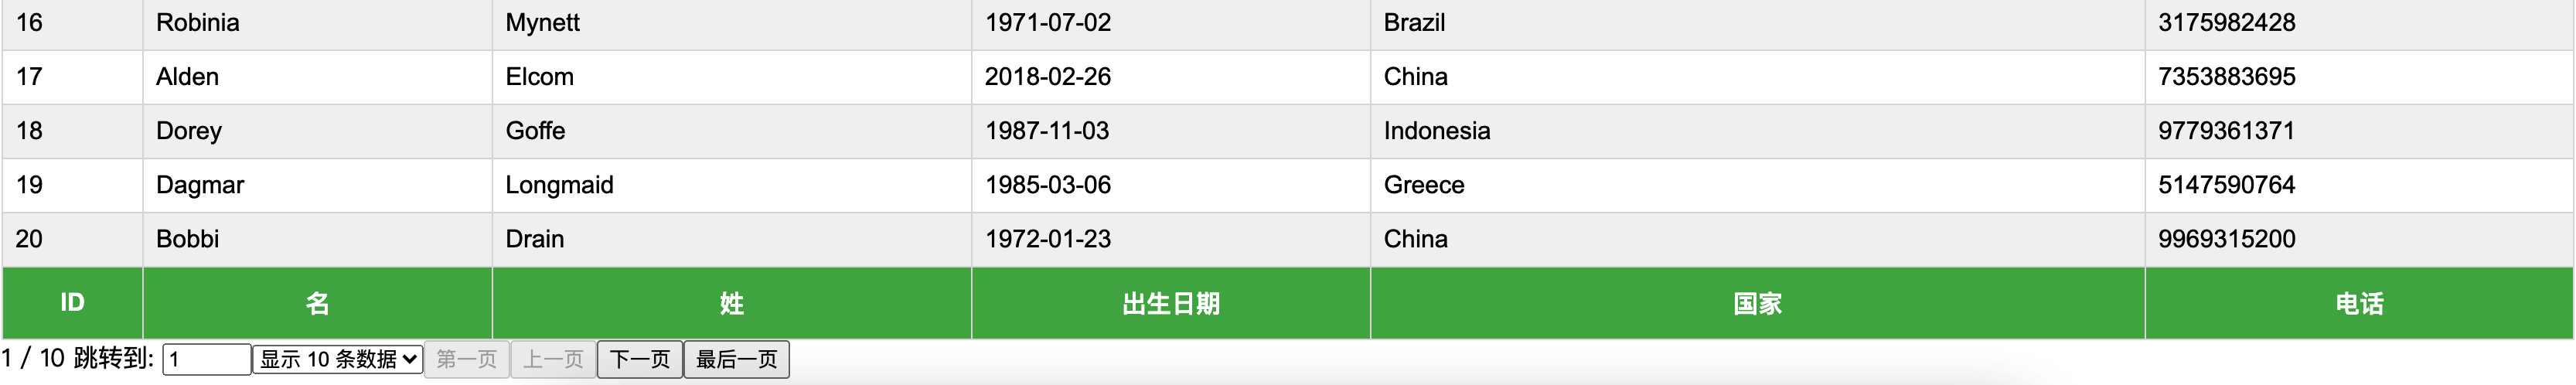 16 Robinia Mynett 1971-07-02 Brazil 3175982428
17 Alden Elcom 2018-02-26 China 7353883695
18 Dorey Goffe 1987-11-03 Indonesia 9779361371
19 Dagmar Longmaid 1985-03-06 Greece 5147590764
20 Bobbi Drain 1972-01-23 China 9969315200
ID 名 姓 出生日期 国家 电话
1 / 10 跳转到: 1 显示 10 条数据 第一页 上一页 下一页 最后一页